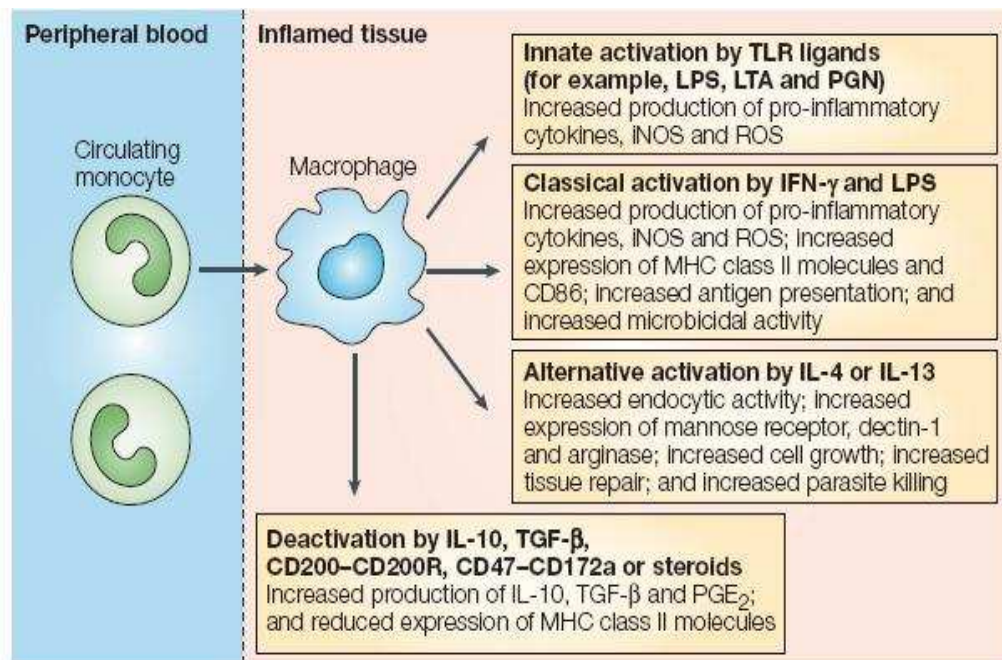 Peripheral blood
Inflamed tissue
Circulating
monocyte
Macrophage
Innate activation by TLR ligands
(for example, LPS, LTA and PGN)
Increased production of pro-inflammatory
cytokines, iNOS and ROS
Classical activation by IFN-γ and LPS
Increased production of pro-inflammatory
cytokines, iNOS and ROS; increased
expression of MHC class II molecules and
CD86; increased antigen presentation; and
increased microbicidal activity
Alternative activation by IL-4 or IL-13
Increased endocytic activity; increased
expression of mannose receptor, dectin-1
and arginase; increased cell growth; increased
tissue repair; and increased parasite killing
Deactivation by IL-10, TGF-β,
CD200–CD200R, CD47–CD172a or steroids
Increased production of IL-10, TGF-β and PGE₂;
and reduced expression of MHC class II molecules